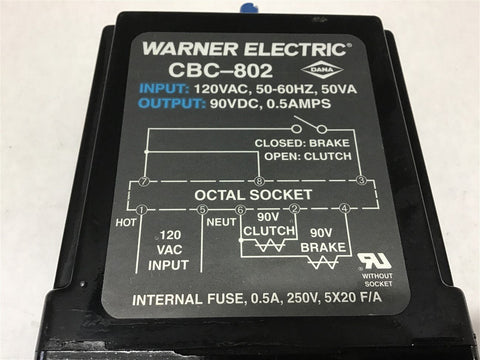 WARNER ELECTRIC®
CBC–802
DANA
INPUT: 120VAC, 50-60HZ, 50VA
OUTPUT: 90VDC, 0.5AMPS
CLOSED: BRAKE
OPEN: CLUTCH
7 8 3
OCTAL SOCKET
1 5 6 2 4
HOT NEUT
120
VAC
INPUT
90V
CLUTCH
90V
BRAKE
RU
WITHOUT
SOCKET
INTERNAL FUSE, 0.5A, 250V, 5X20 F/A